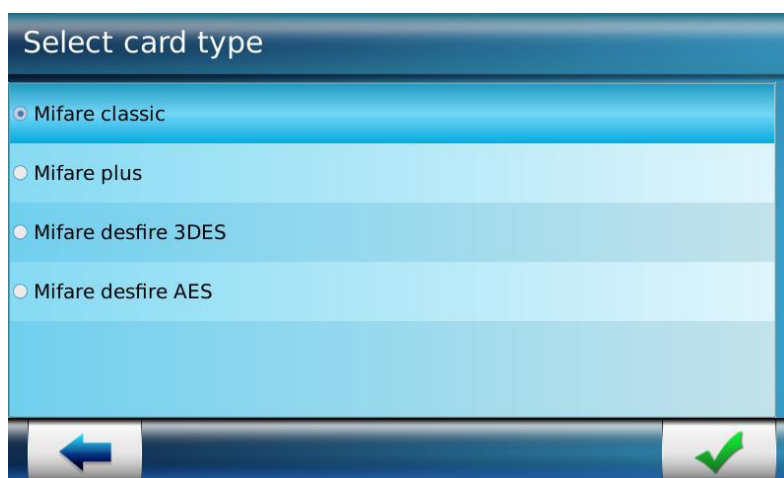 Select card type
Mifare classic
Mifare plus
Mifare desfire 3DES
Mifare desfire AES